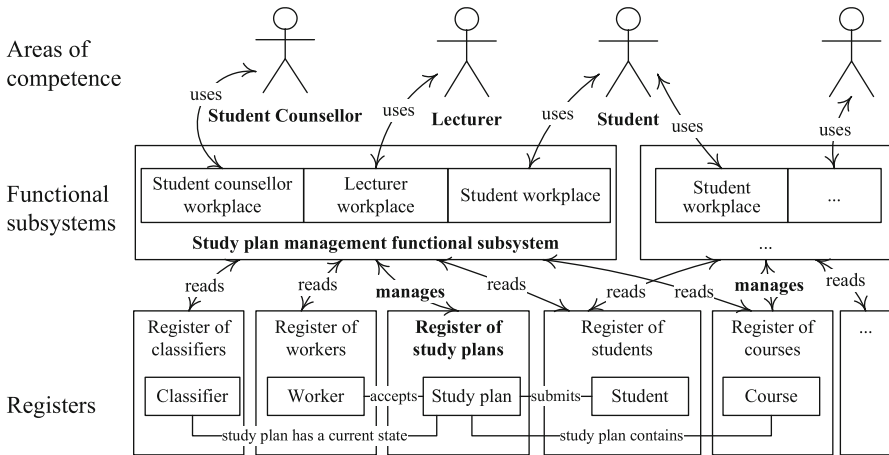 Areas of
competence
uses
Student Counsellor
uses
Lecturer
uses
Student
uses
uses
Functional
subsystems
Student counsellor
workplace
Lecturer
workplace
Student workplace
Study plan management functional subsystem
Student
workplace
...
...
reads
reads
manages
reads
reads
reads
manages
reads
Registers
Register of
classifiers
Classifier
Register of
workers
Worker
accepts
Register of
study plans
Study plan
submits
Register of
students
Student
Register of
courses
Course
...
study plan has a current state
study plan contains